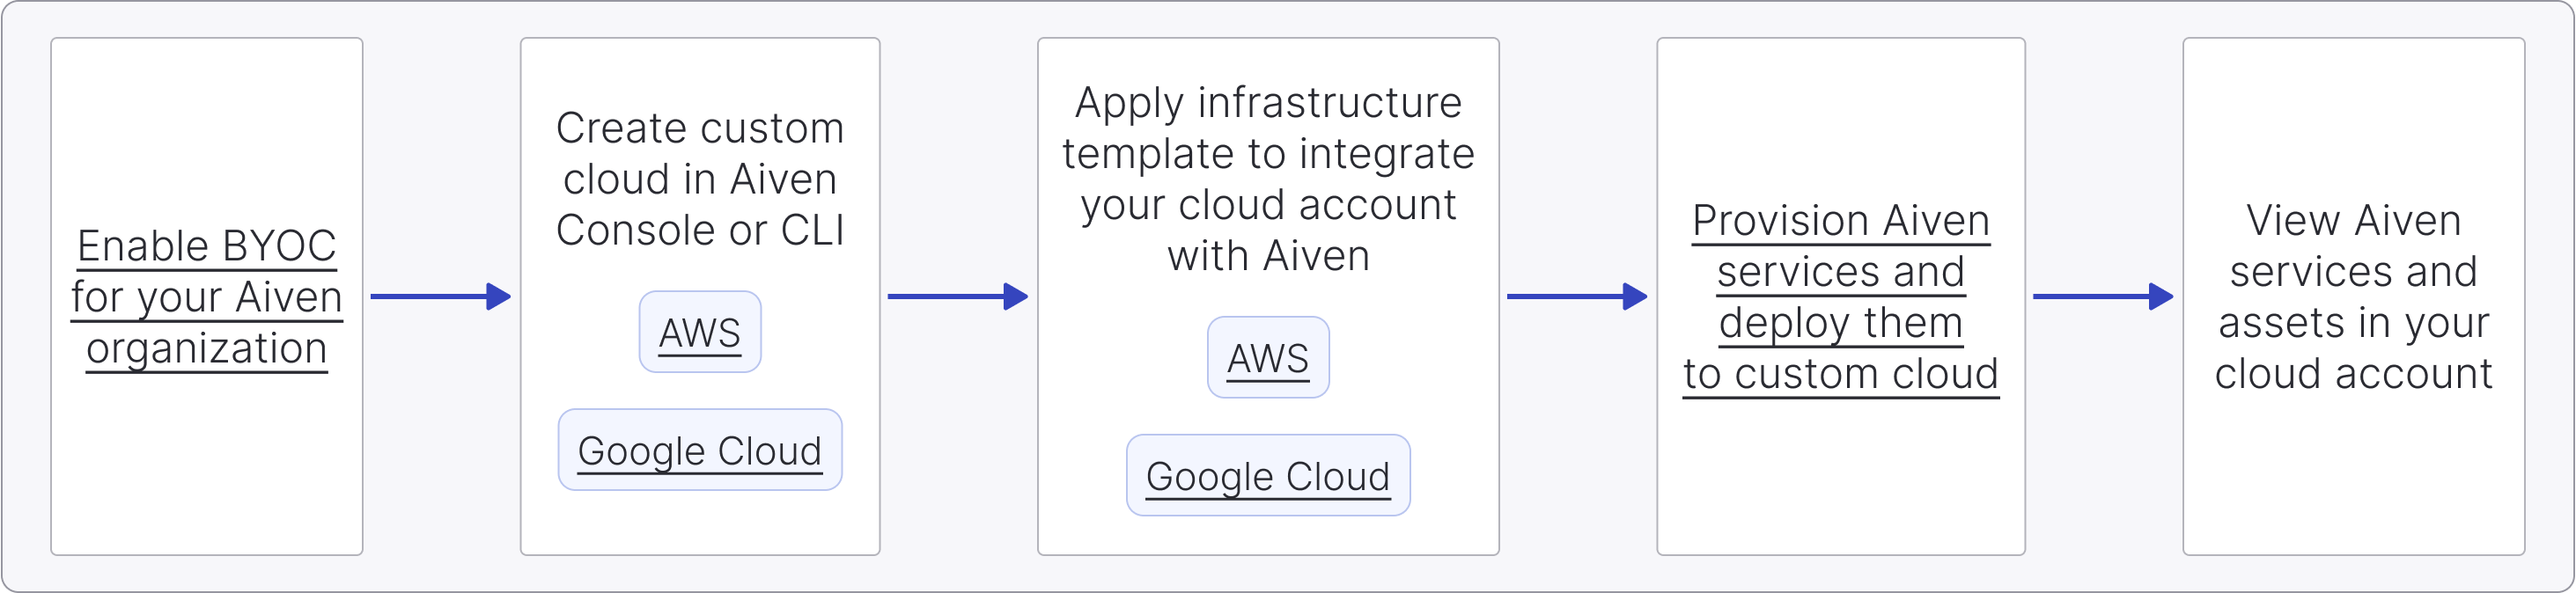 Enable BYOC
for your Aiven
organization
Create custom
cloud in Aiven
Console or CLI
AWS
Google Cloud
Apply infrastructure
template to integrate
your cloud account
with Aiven
AWS
Google Cloud
Provision Aiven
services and
deploy them
to custom cloud
View Aiven
services and
assets in your
cloud account